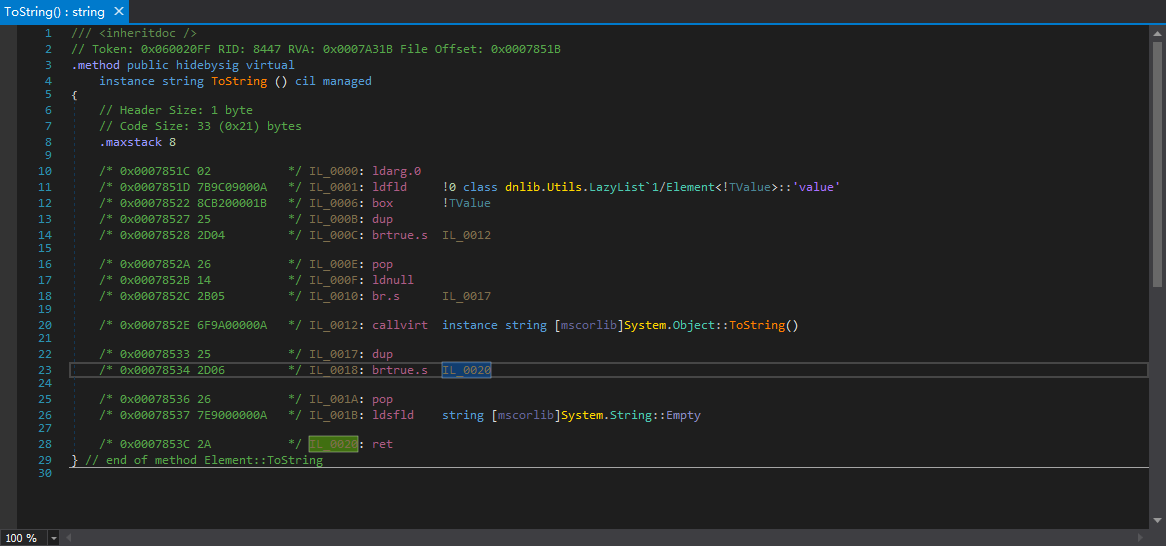 ToString() : string ✕
1 /// <inheritdoc />
2 // Token: 0x060020FF RID: 8447 RVA: 0x0007A31B File Offset: 0x0007851B
3 .method public hidebysig virtual
4 instance string ToString () cil managed
5 {
6 // Header Size: 1 byte
7 // Code Size: 33 (0x21) bytes
8 .maxstack 8
9
10 /* 0x0007851C 02 */ IL_0000: ldarg.0
11 /* 0x0007851D 7B9C09000A */ IL_0001: ldfld !0 class dnlib.Utils.LazyList`1/Element<!TValue>::'value'
12 /* 0x00078522 8CB200001B */ IL_0006: box !TValue
13 /* 0x00078527 25 */ IL_000B: dup
14 /* 0x00078528 2D04 */ IL_000C: brtrue.s IL_0012
15
16 /* 0x0007852A 26 */ IL_000E: pop
17 /* 0x0007852B 14 */ IL_000F: ldnull
18 /* 0x0007852C 2B05 */ IL_0010: br.s IL_0017
19
20 /* 0x0007852E 6F9A00000A */ IL_0012: callvirt instance string [mscorlib]System.Object::ToString()
21
22 /* 0x00078533 25 */ IL_0017: dup
23 /* 0x00078534 2D06 */ IL_0018: brtrue.s IL_0020
24
25 /* 0x00078536 26 */ IL_001A: pop
26 /* 0x00078537 7E9000000A */ IL_001B: ldsfld string [mscorlib]System.String::Empty
27
28 /* 0x0007853C 2A */ IL_0020: ret
29 } // end of method Element::ToString
30
100 %